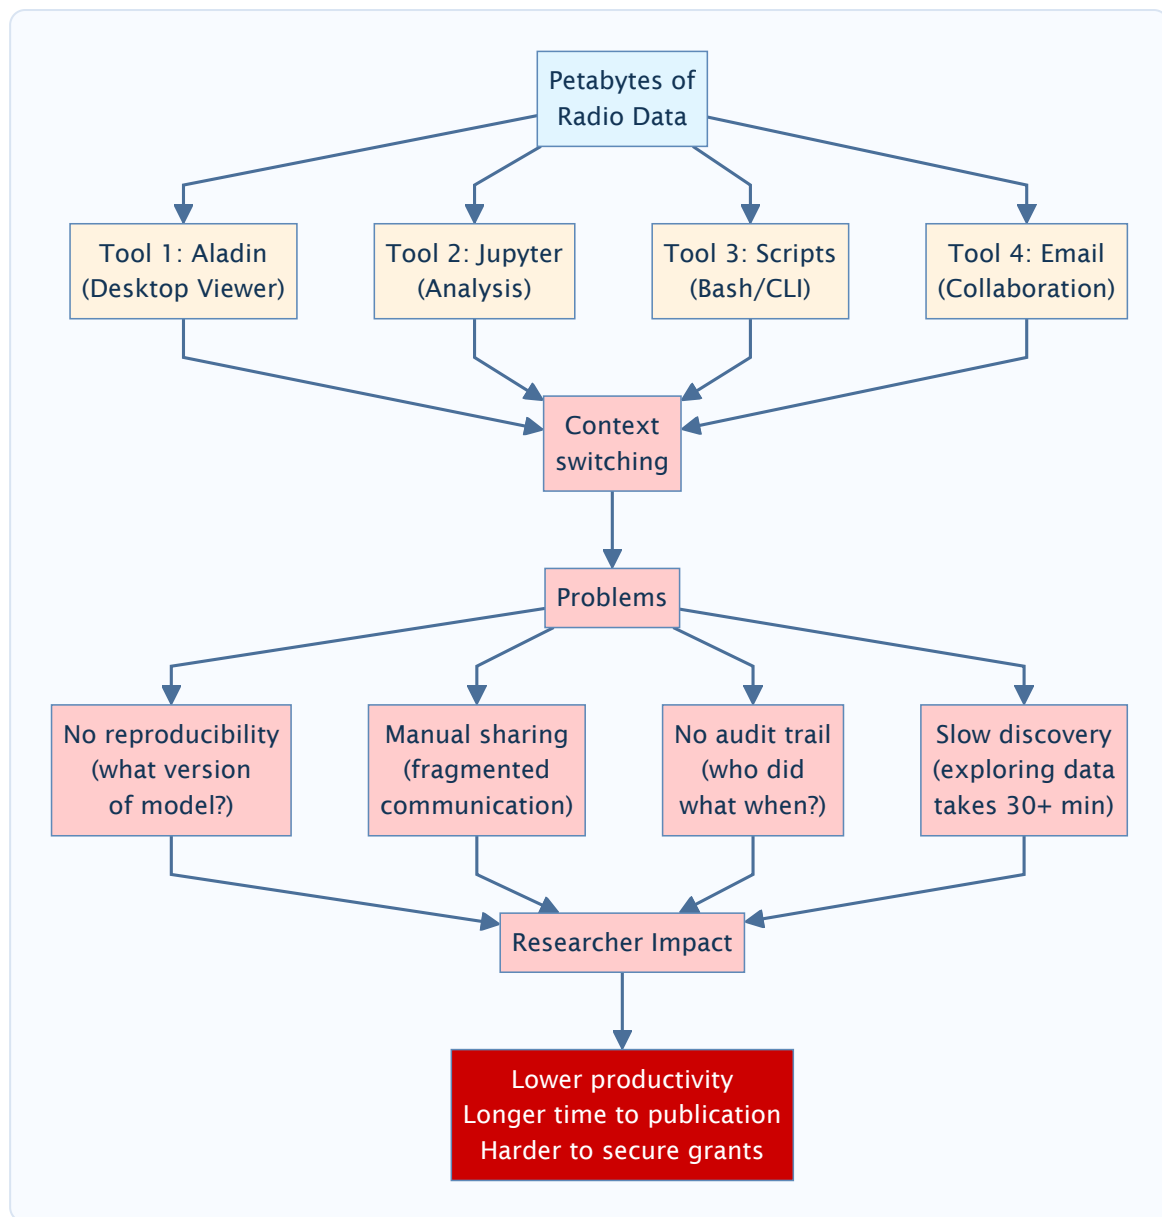 Petabytes of
Radio Data
Tool 1: Aladin
(Desktop Viewer)
Tool 2: Jupyter
(Analysis)
Tool 3: Scripts
(Bash/CLI)
Tool 4: Email
(Collaboration)
Context
switching
Problems
No reproducibility
(what version
of model?)
Manual sharing
(fragmented
communication)
No audit trail
(who did
what when?)
Slow discovery
(exploring data
takes 30+ min)
Researcher Impact
Lower productivity
Longer time to publication
Harder to secure grants